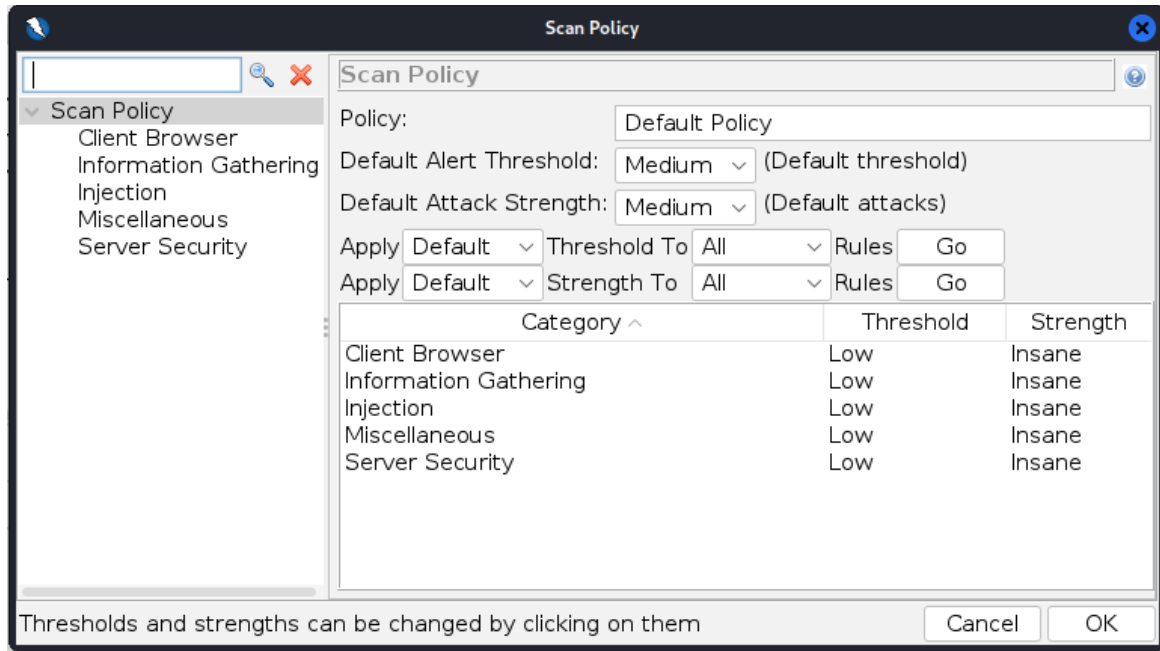 Scan Policy
Scan Policy
Scan Policy
Client Browser
Information Gathering
Injection
Miscellaneous
Server Security
Policy: Default Policy
Default Alert Threshold: Medium (Default threshold)
Default Attack Strength: Medium (Default attacks)
Apply Default Threshold To All Rules Go
Apply Default Strength To All Rules Go
Category Threshold Strength
Client Browser Low Insane
Information Gathering Low Insane
Injection Low Insane
Miscellaneous Low Insane
Server Security Low Insane
Thresholds and strengths can be changed by clicking on them Cancel OK